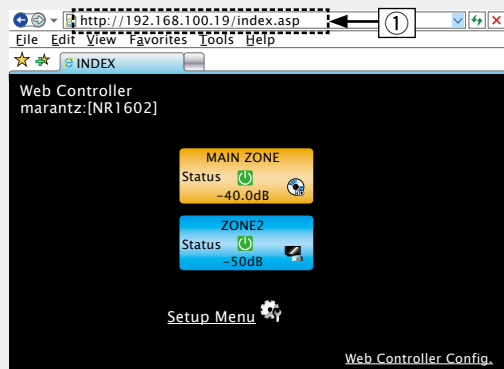 http://192.168.100.19/index.asp
①
File Edit View Favorites Tools Help
INDEX
Web Controller
marantz:[NR1602]
MAIN ZONE
Status
-40.0dB
ZONE2
Status
-50dB
Setup Menu
Web Controller Config.